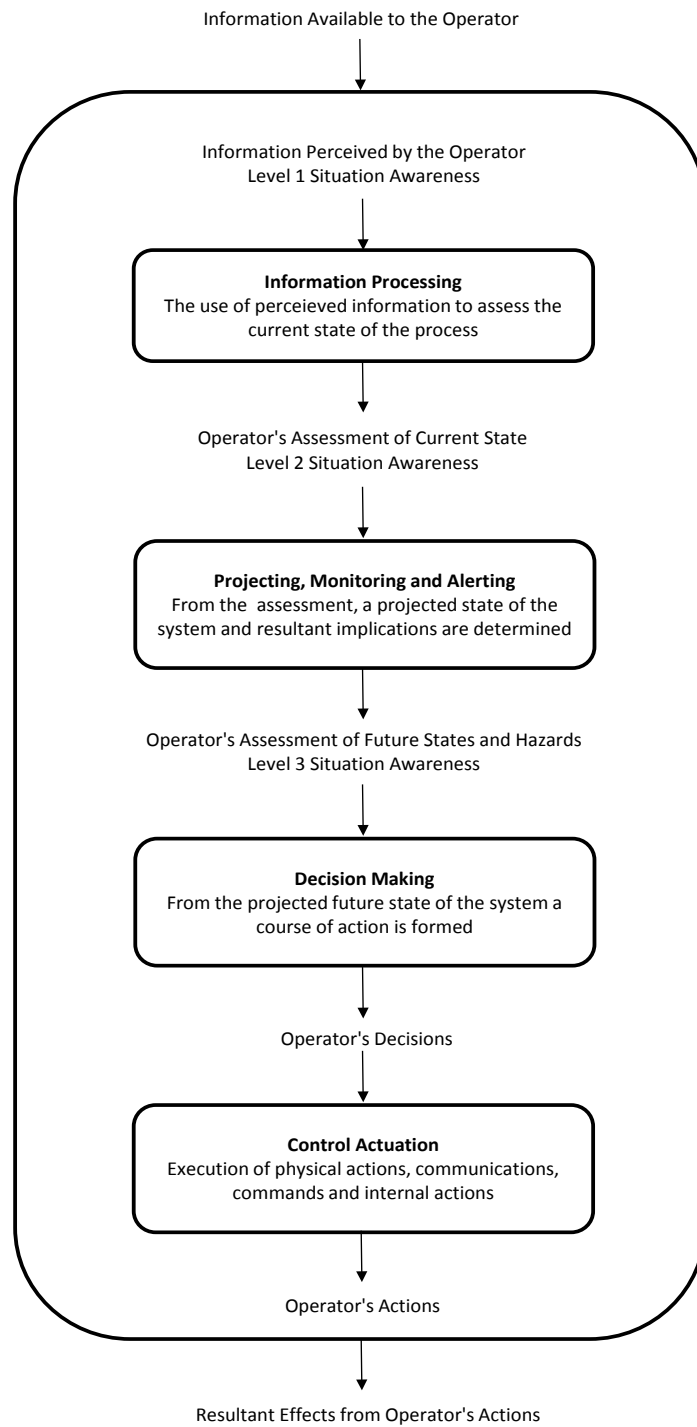 Information Available to the Operator
Information Perceived by the Operator
Level 1 Situation Awareness
Information Processing
The use of perceieved information to assess the
current state of the process
Operator's Assessment of Current State
Level 2 Situation Awareness
Projecting, Monitoring and Alerting
From the  assessment, a projected state of the
system and resultant implications are determined
Operator's Assessment of Future States and Hazards
Level 3 Situation Awareness
Decision Making
From the projected future state of the system a
course of action is formed
Operator's Decisions
Control Actuation
Execution of physical actions, communications,
commands and internal actions
Operator's Actions
Resultant Effects from Operator's Actions